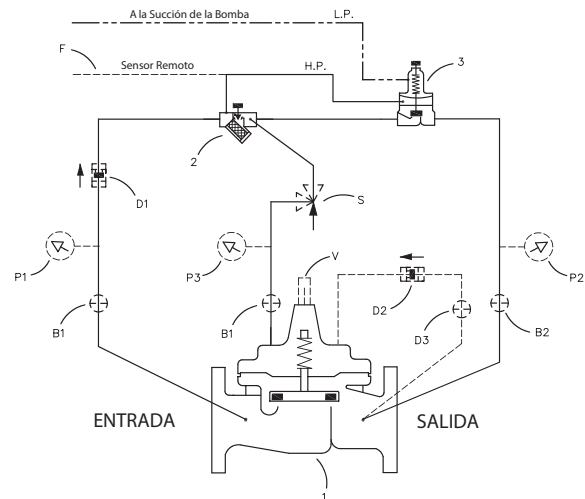 A la Succión de la Bomba
L.P.
F
Sensor Remoto
H.P.
3
2
D1
S
P1
P3
V
D2
P2
B1
B1
D3
B2
ENTRADA
SALIDA
1